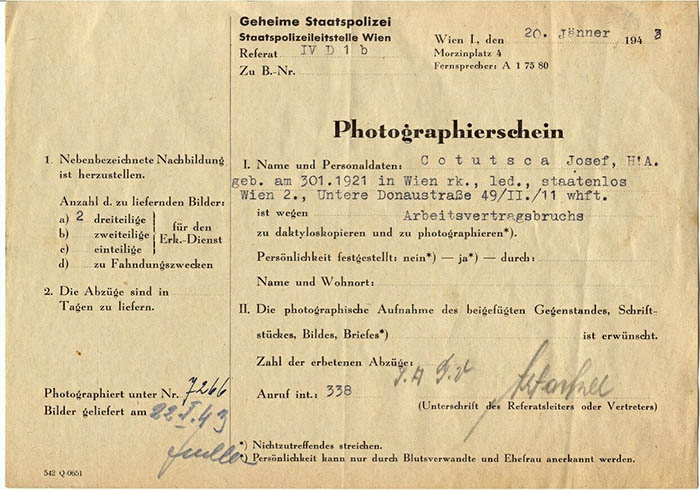 Geheime Staatspolizei
Staatspolizeileitstelle Wien
Referat IV D 1 b
Zu B.-Nr.
Wien I., den 20. Jänner 1943
Morzinplatz 4
Fernsprecher: A 1 75 80
Photographierschein
1. Nebenbezeichnete Nachbildung
ist herzustellen.
Anzahl d. zu liefernden Bilder:
a) 2 dreiteilige
b) zweiteilige
c) einteilige
für den
Erk.-Dienst
d) zu Fahndungszwecken
2. Die Abzüge sind in
Tagen zu liefern.
Photographiert unter Nr. 7266
Bilder geliefert am 22.I.43
542 Q-0651
I. Name und Personaldaten: Cotutsca Josef, H'A.
geb. am 301.1921 in Wien rk., led., staatenlos
Wien 2., Untere Donaustraße 49/II./11 whft.
ist wegen Arbeitsvertragsbruchs
zu daktyloskopieren und zu photographieren*).
Persönlichkeit festgestellt: nein*) — ja*) — durch:
Name und Wohnort:
II. Die photographische Aufnahme des beigefügten Gegenstandes, Schrift-
stückes, Bildes, Briefes*) ist erwünscht.
Zahl der erbetenen Abzüge:
Anruf int.: 338
(Unterschrift des Referatsleiters oder Vertreters)
*) Nichtzutreffendes streichen.
*) Persönlichkeit kann nur durch Blutsverwandte und Ehefrau anerkannt werden.